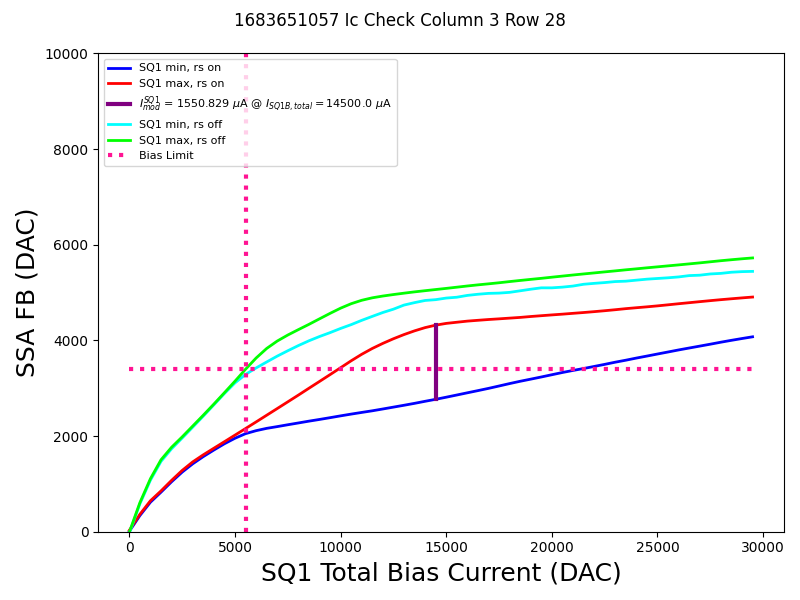 1683651057 Ic Check Column 3 Row 28
SSA FB (DAC)
10000
8000
6000
4000
2000
0
SQ1 min, rs on
SQ1 max, rs on
I_{mod}^{SQ1} = 1550.829 μA @ I_{SQ1B,total} = 14500.0 μA
SQ1 min, rs off
SQ1 max, rs off
Bias Limit
0 5000 10000 15000 20000 25000 30000
SQ1 Total Bias Current (DAC)